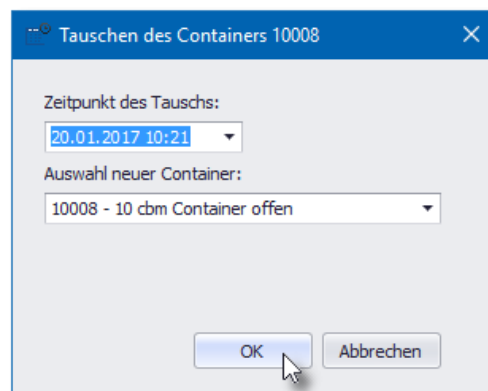 Tauschen des Containers 10008
Zeitpunkt des Tauschs:
20.01.2017 10:21
Auswahl neuer Container:
10008 - 10 cbm Container offen
OK
Abbrechen